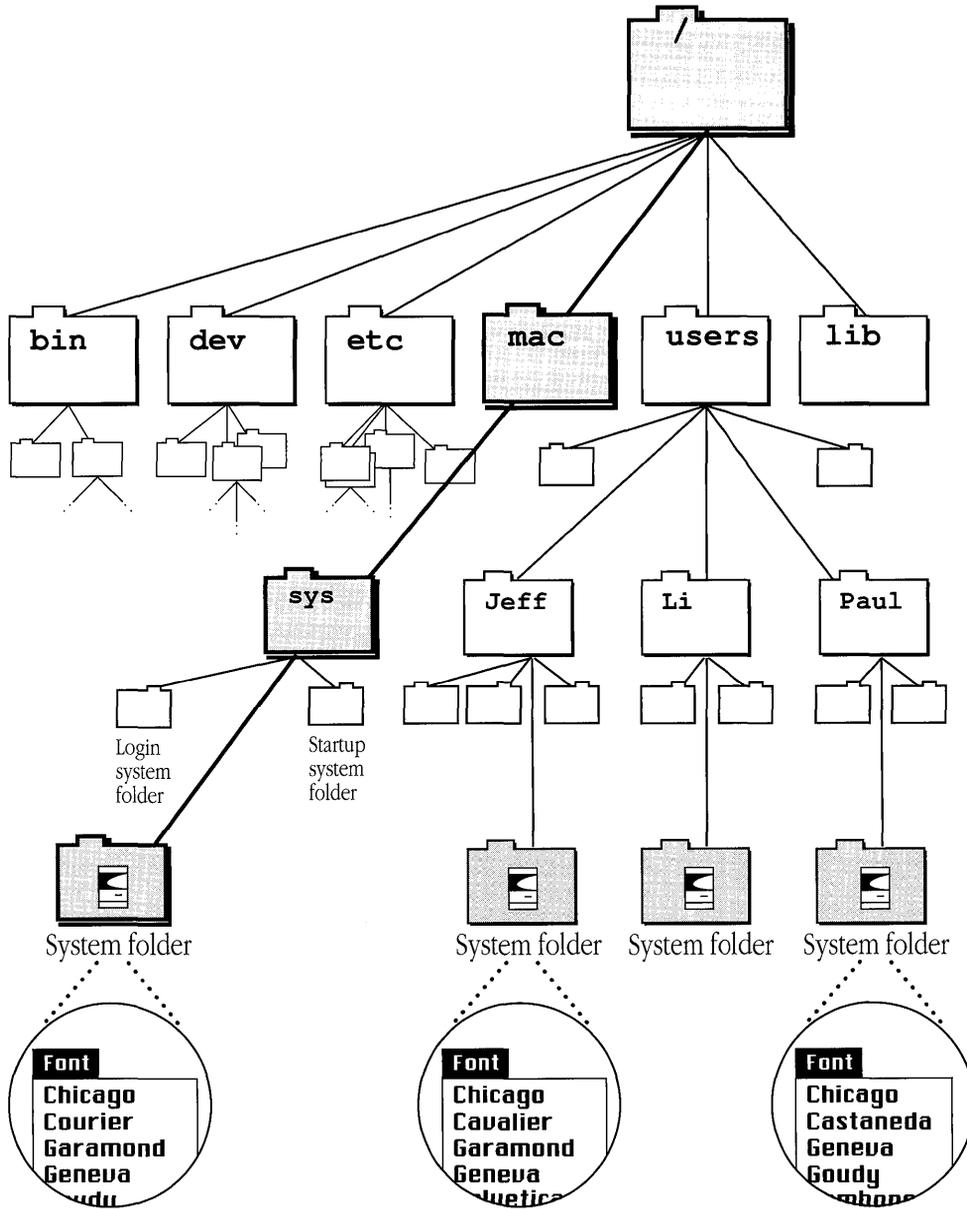 /
bin
dev
etc
mac
users
lib
sys
Jeff
Li
Paul
Login
system
folder
Startup
system
folder
System folder
System folder
System folder
System folder
Font
Chicago
Courier
Garamond
Geneva
Font
Chicago
Cavalier
Garamond
Geneva
Font
Chicago
Castaneda
Geneva
Goudy